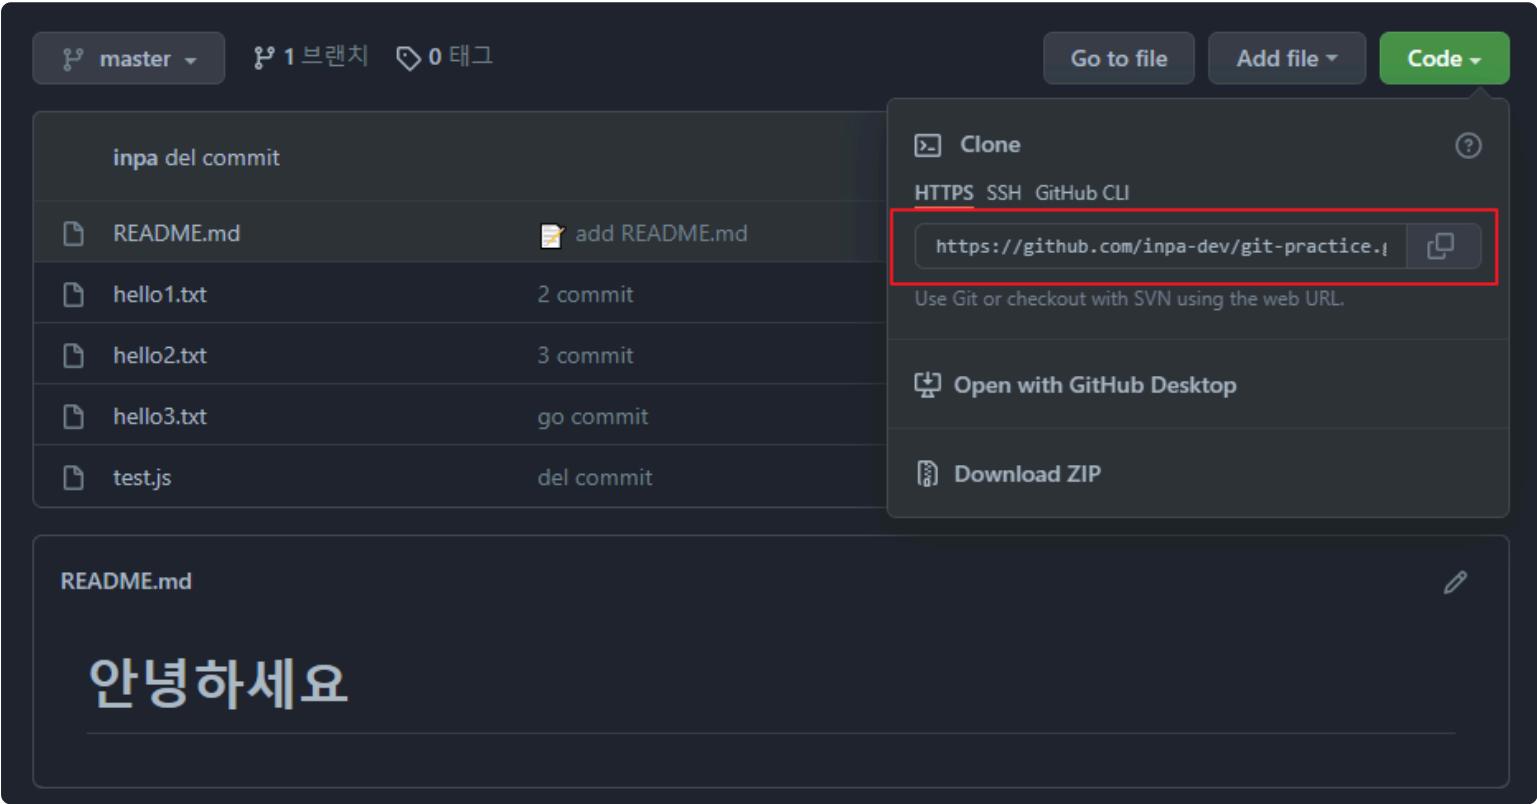 master 1 브랜치 0 태그 Go to file Add file Code
inpa del commit
README.md add README.md
hello1.txt 2 commit
hello2.txt 3 commit
hello3.txt go commit
test.js del commit
Clone
HTTPS SSH GitHub CLI
https://github.com/inpa-dev/git-practice.g
Use Git or checkout with SVN using the web URL.
Open with GitHub Desktop
Download ZIP
README.md
안녕하세요